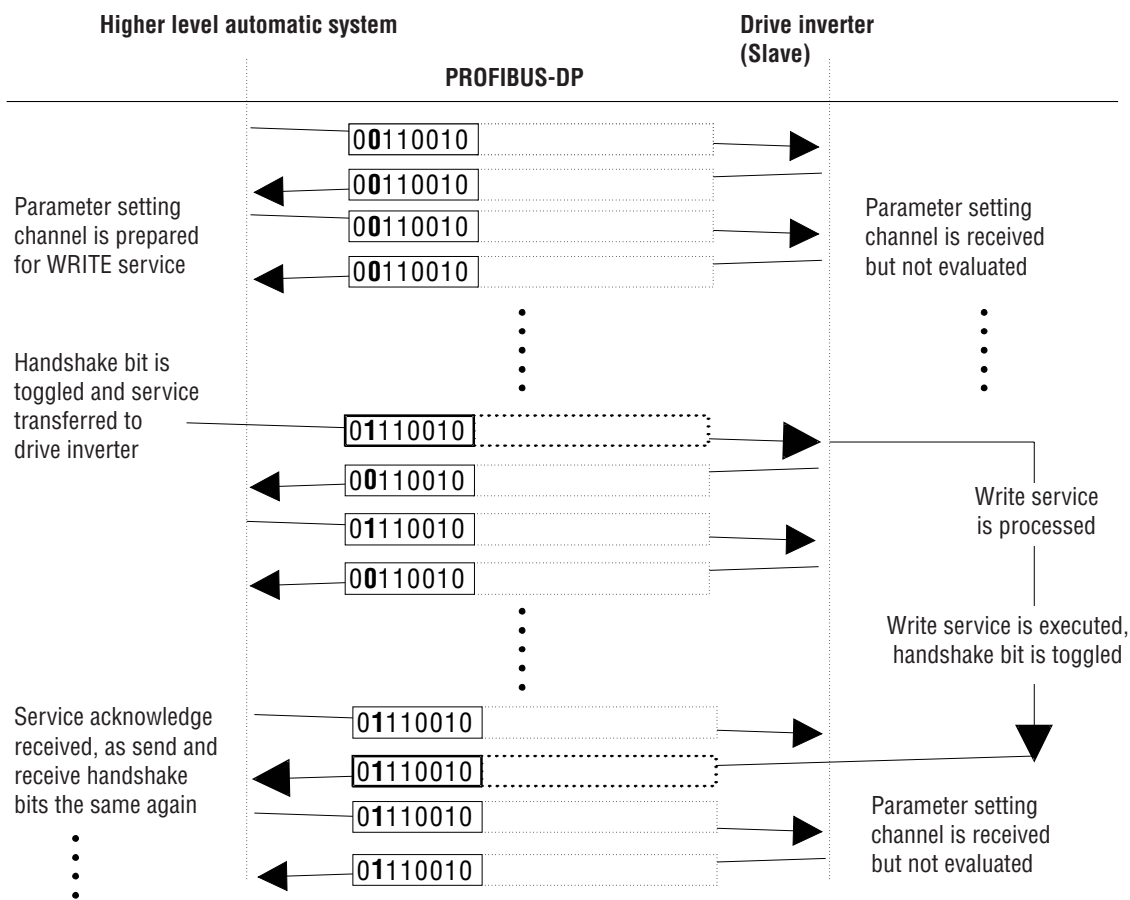 Higher level automatic system
Drive inverter
(Slave)
PROFIBUS-DP
00110010
00110010
00110010
00110010
Parameter setting
channel is prepared
for WRITE service
Parameter setting
channel is received
but not evaluated
Handshake bit is
toggled and service
transferred to
drive inverter
01110010
00110010
01110010
00110010
Write service
is processed
Write service is executed,
handshake bit is toggled
Service acknowledge
received, as send and
receive handshake
bits the same again
01110010
01110010
01110010
01110010
Parameter setting
channel is received
but not evaluated